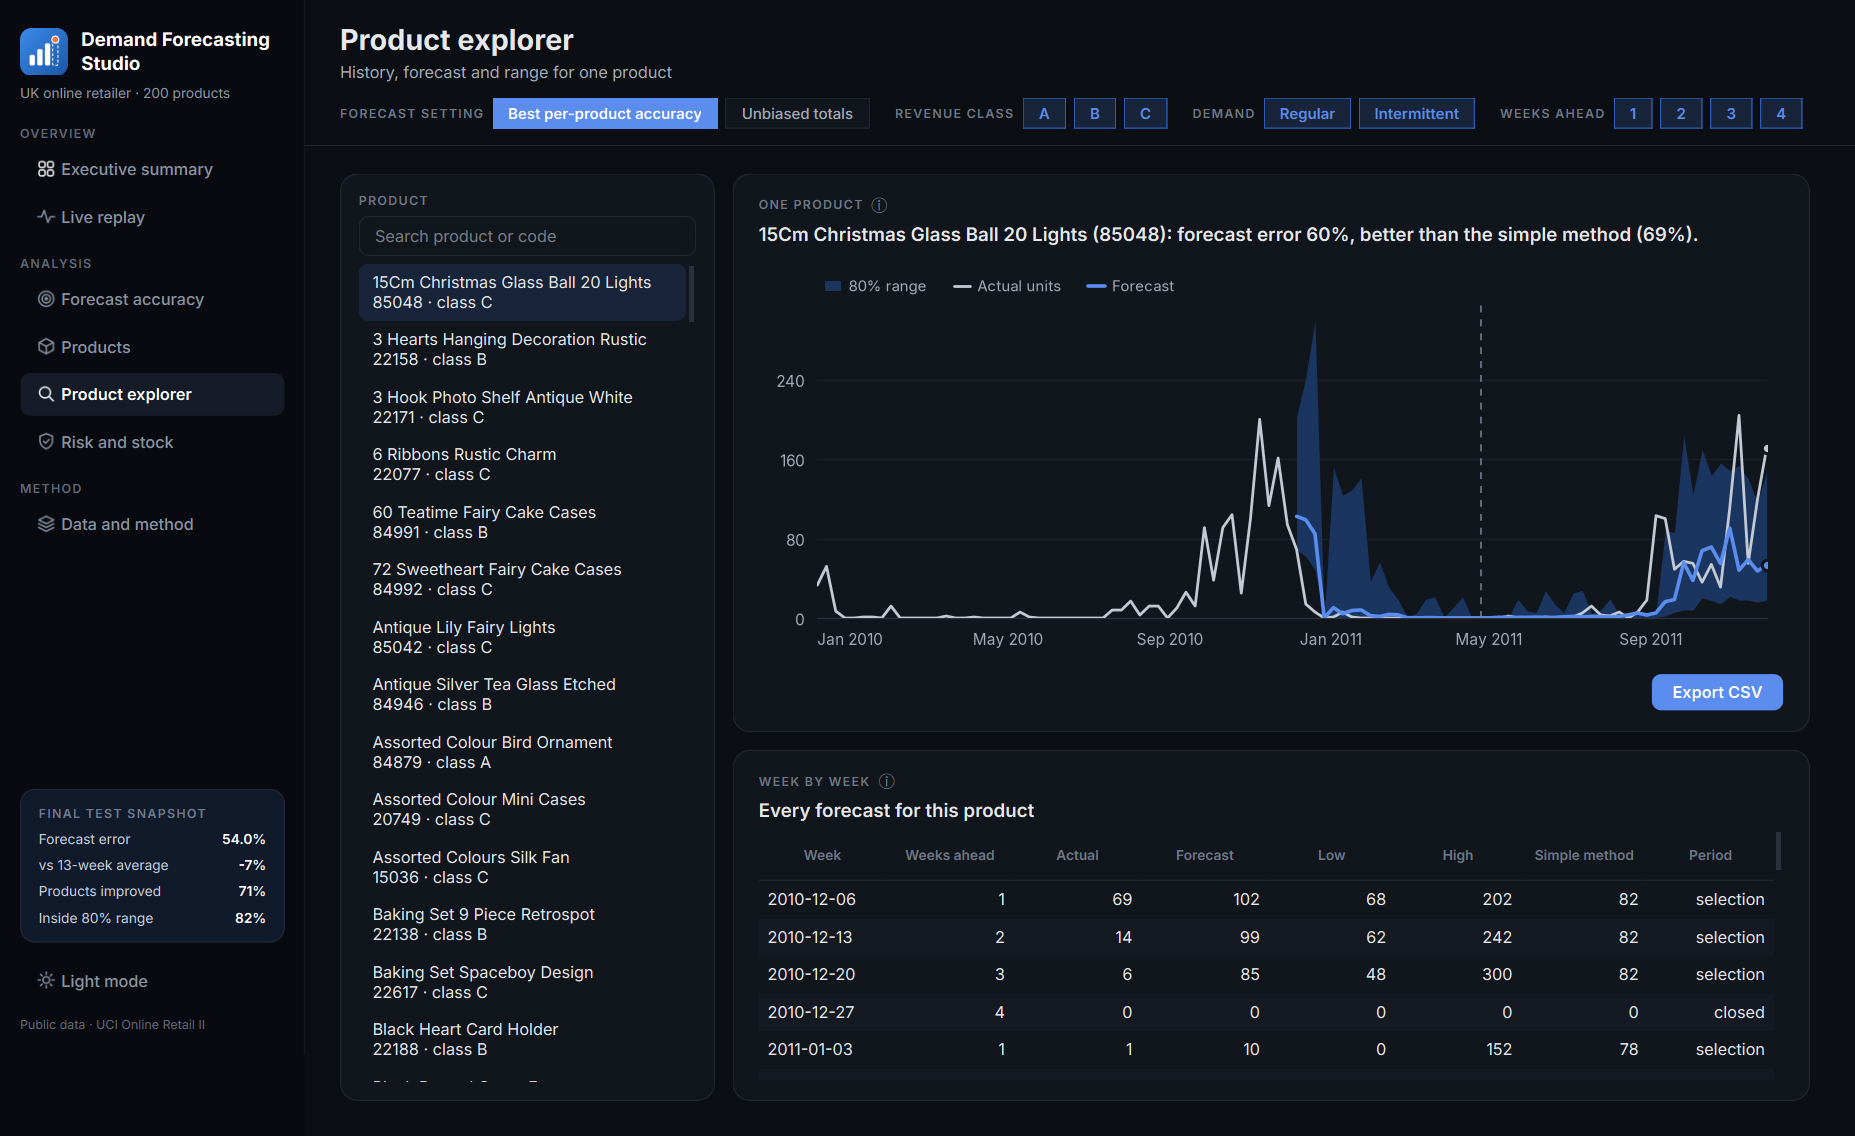 Demand Forecasting
Studio
UK online retailer · 200 products
OVERVIEW
Executive summary
Live replay
ANALYSIS
Forecast accuracy
Products
Product explorer
Risk and stock
METHOD
Data and method
FINAL TEST SNAPSHOT
Forecast error 54.0%
vs 13-week average -7%
Products improved 71%
Inside 80% range 82%
Light mode
Public data · UCI Online Retail II
Product explorer
History, forecast and range for one product
FORECAST SETTING Best per-product accuracy Unbiased totals REVENUE CLASS A B C DEMAND Regular Intermittent WEEKS AHEAD 1 2 3 4
PRODUCT
Search product or code
15Cm Christmas Glass Ball 20 Lights
85048 · class C
3 Hearts Hanging Decoration Rustic
22158 · class B
3 Hook Photo Shelf Antique White
22171 · class C
6 Ribbons Rustic Charm
22077 · class C
60 Teatime Fairy Cake Cases
84991 · class B
72 Sweetheart Fairy Cake Cases
84992 · class C
Antique Lily Fairy Lights
85042 · class C
Antique Silver Tea Glass Etched
84946 · class B
Assorted Colour Bird Ornament
84879 · class A
Assorted Colour Mini Cases
20749 · class C
Assorted Colours Silk Fan
15036 · class C
Baking Set 9 Piece Retrospot
22138 · class B
Baking Set Spaceboy Design
22617 · class C
Black Heart Card Holder
22188 · class B
ONE PRODUCT
15Cm Christmas Glass Ball 20 Lights (85048): forecast error 60%, better than the simple method (69%).
80% range Actual units Forecast
240
160
80
0
Jan 2010 May 2010 Sep 2010 Jan 2011 May 2011 Sep 2011
Export CSV
WEEK BY WEEK
Every forecast for this product
Week Weeks ahead Actual Forecast Low High Simple method Period
2010-12-06 1 69 102 68 202 82 selection
2010-12-13 2 14 99 62 242 82 selection
2010-12-20 3 6 85 48 300 82 selection
2010-12-27 4 0 0 0 0 0 closed
2011-01-03 1 1 10 0 152 78 selection